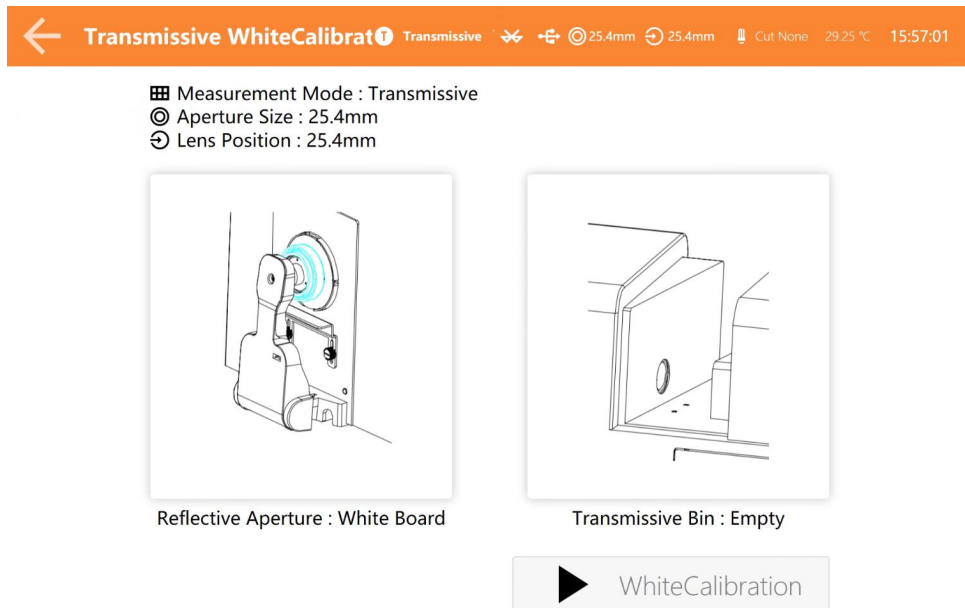 Transmissive WhiteCalibrat T Transmissive 25.4mm 25.4mm Cut None 29.25 ℃ 15:57:01
Measurement Mode : Transmissive
Aperture Size : 25.4mm
Lens Position : 25.4mm
Reflective Aperture : White Board
Transmissive Bin : Empty
WhiteCalibration